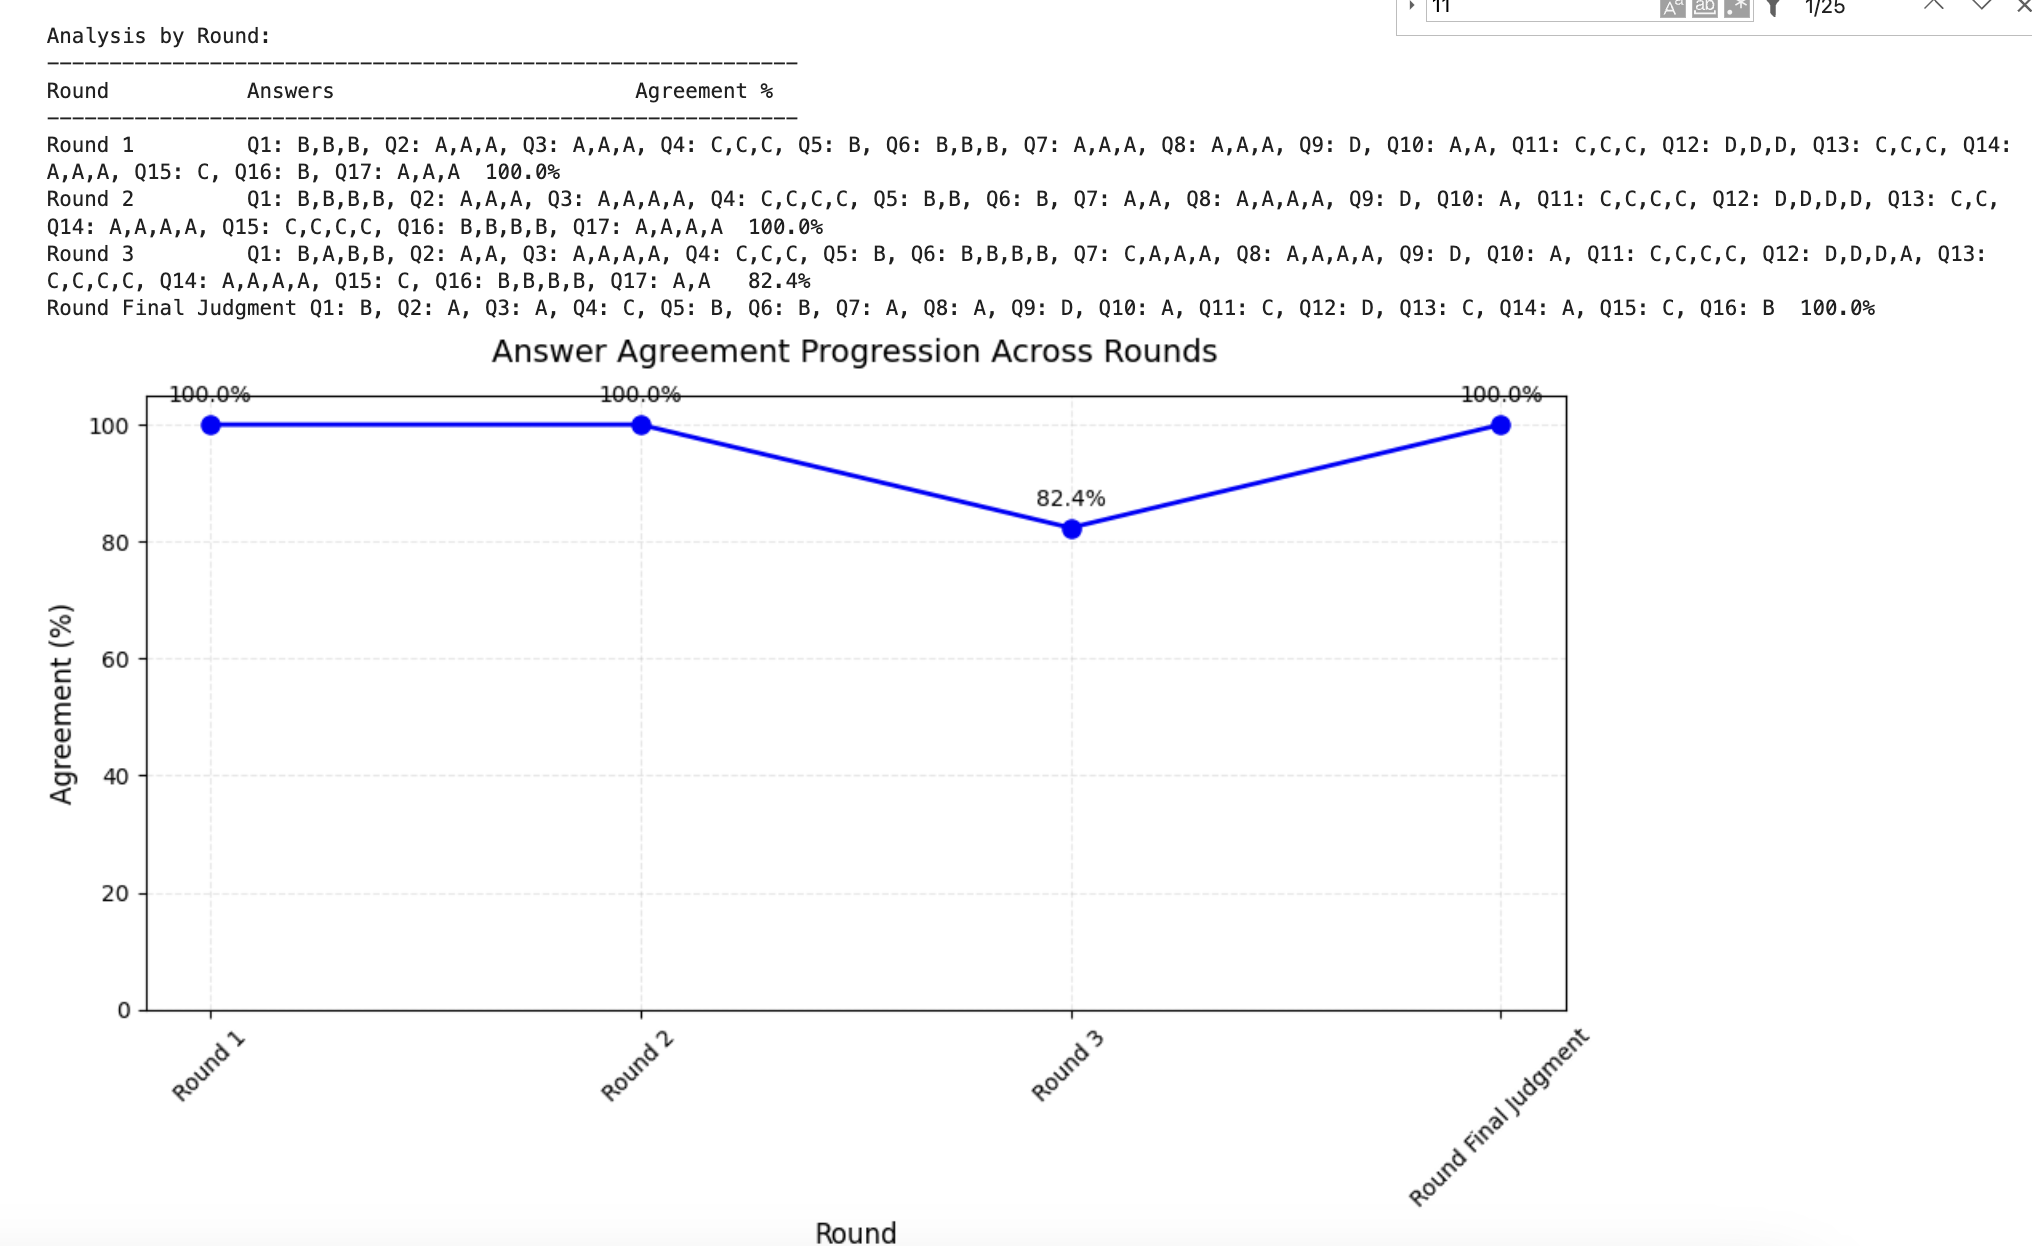 11
1/25
Analysis by Round:
------------------------------------------------------------
Round Answers Agreement %
------------------------------------------------------------
Round 1 Q1: B,B,B, Q2: A,A,A, Q3: A,A,A, Q4: C,C,C, Q5: B, Q6: B,B,B, Q7: A,A,A, Q8: A,A,A, Q9: D, Q10: A,A, Q11: C,C,C, Q12: D,D,D, Q13: C,C,C, Q14:
A,A,A, Q15: C, Q16: B, Q17: A,A,A 100.0%
Round 2 Q1: B,B,B,B, Q2: A,A,A, Q3: A,A,A,A, Q4: C,C,C,C, Q5: B,B, Q6: B, Q7: A,A, Q8: A,A,A,A, Q9: D, Q10: A, Q11: C,C,C,C, Q12: D,D,D,D, Q13: C,C,
Q14: A,A,A,A, Q15: C,C,C,C, Q16: B,B,B,B, Q17: A,A,A,A 100.0%
Round 3 Q1: B,A,B,B, Q2: A,A, Q3: A,A,A,A, Q4: C,C,C, Q5: B, Q6: B,B,B,B, Q7: C,A,A,A, Q8: A,A,A,A, Q9: D, Q10: A, Q11: C,C,C,C, Q12: D,D,D,A, Q13:
C,C,C,C, Q14: A,A,A,A, Q15: C, Q16: B,B,B,B, Q17: A,A 82.4%
Round Final Judgment Q1: B, Q2: A, Q3: A, Q4: C, Q5: B, Q6: B, Q7: A, Q8: A, Q9: D, Q10: A, Q11: C, Q12: D, Q13: C, Q14: A, Q15: C, Q16: B 100.0%
Answer Agreement Progression Across Rounds
100.0% 100.0% 82.4% 100.0%
Agreement (%)
100
80
60
40
20
0
Round 1
Round 2
Round 3
Round Final Judgment
Round